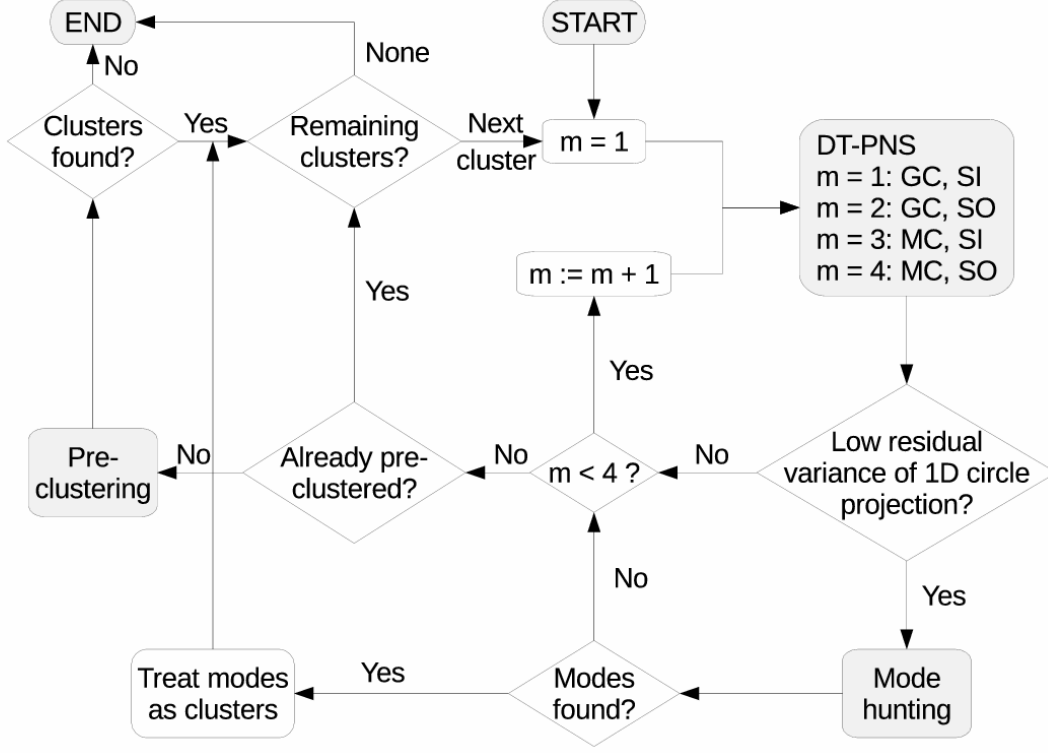 END
START
No
None
Clusters
found?
Yes
Remaining
clusters?
Next
cluster
m = 1
DT-PNS
m = 1: GC, SI
m = 2: GC, SO
m = 3: MC, SI
m = 4: MC, SO
m := m + 1
Yes
Yes
Pre-
clustering
No
Already pre-
clustered?
No
m < 4 ?
No
Low residual
variance of 1D circle
projection?
No
Yes
Treat modes
as clusters
Yes
Modes
found?
Mode
hunting